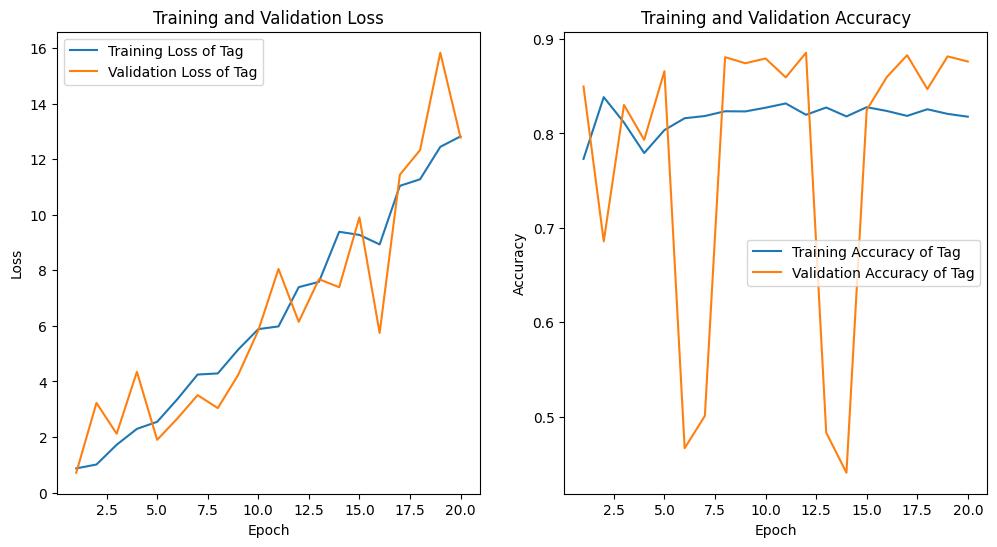 Training and Validation Loss
Training Loss of Tag
Validation Loss of Tag
16
14
12
10
8
6
4
2
0
Loss
2.5 5.0 7.5 10.0 12.5 15.0 17.5 20.0
Epoch
Training and Validation Accuracy
0.9
0.8
0.7
0.6
0.5
Accuracy
Training Accuracy of Tag
Validation Accuracy of Tag
2.5 5.0 7.5 10.0 12.5 15.0 17.5 20.0
Epoch